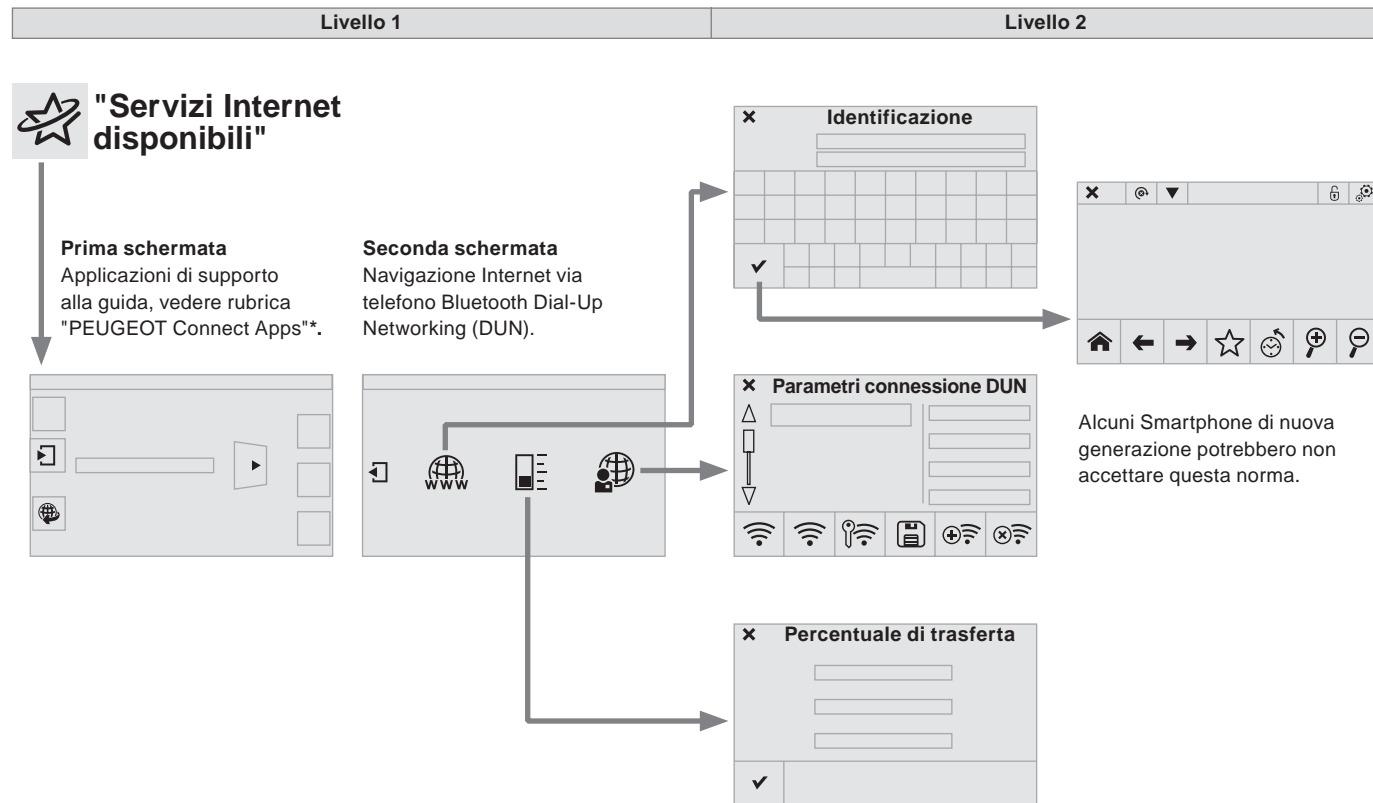 Livello 1
Livello 2
"Servizi Internet
disponibili"
Prima schermata
Applicazioni di supporto
alla guida, vedere rubrica
"PEUGEOT Connect Apps"*.
Seconda schermata
Navigazione Internet via
telefono Bluetooth Dial-Up
Networking (DUN).
WWW
Identificazione
Parametri connessione DUN
Percentuale di trasferta
Alcuni Smartphone di nuova
generazione potrebbero non
accettare questa norma.